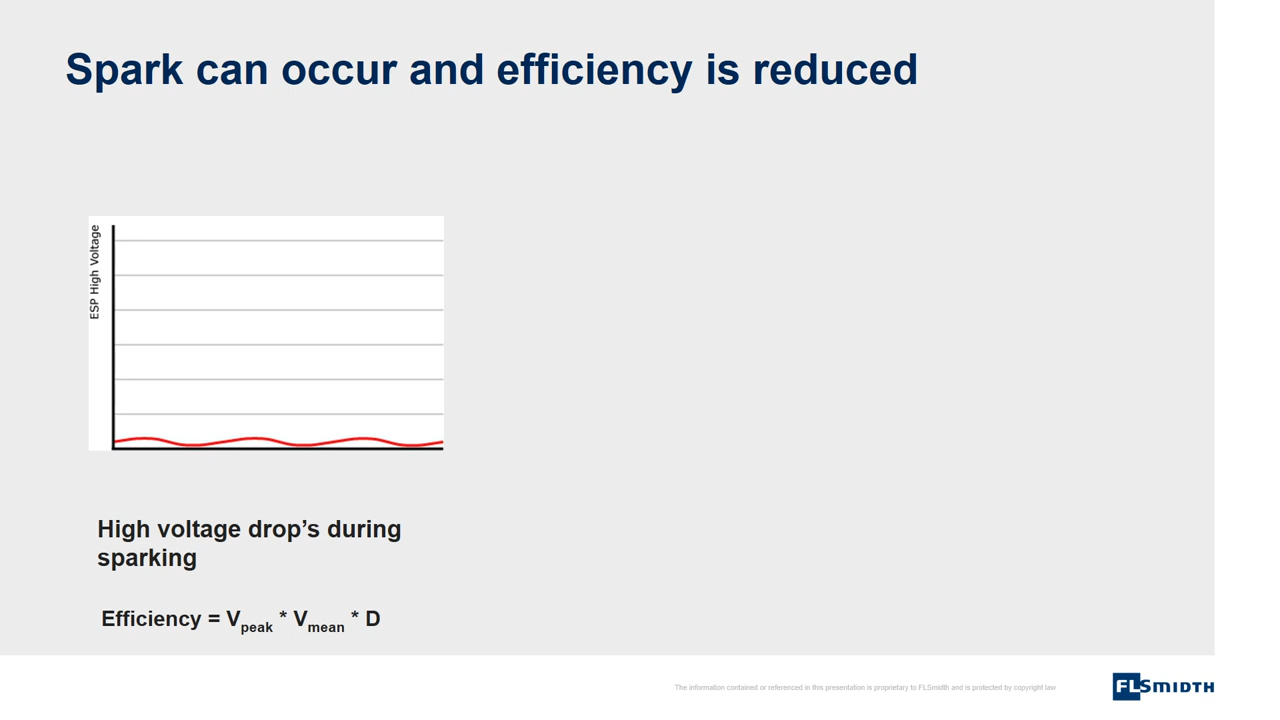 Spark can occur and efficiency is reduced
ESP High Voltage
High voltage drop’s during
sparking
Efficiency = Vpeak * Vmean * D
The information contained or referenced in this presentation is proprietary to FLSmidth and is protected by copyright law
FLSMIDTH